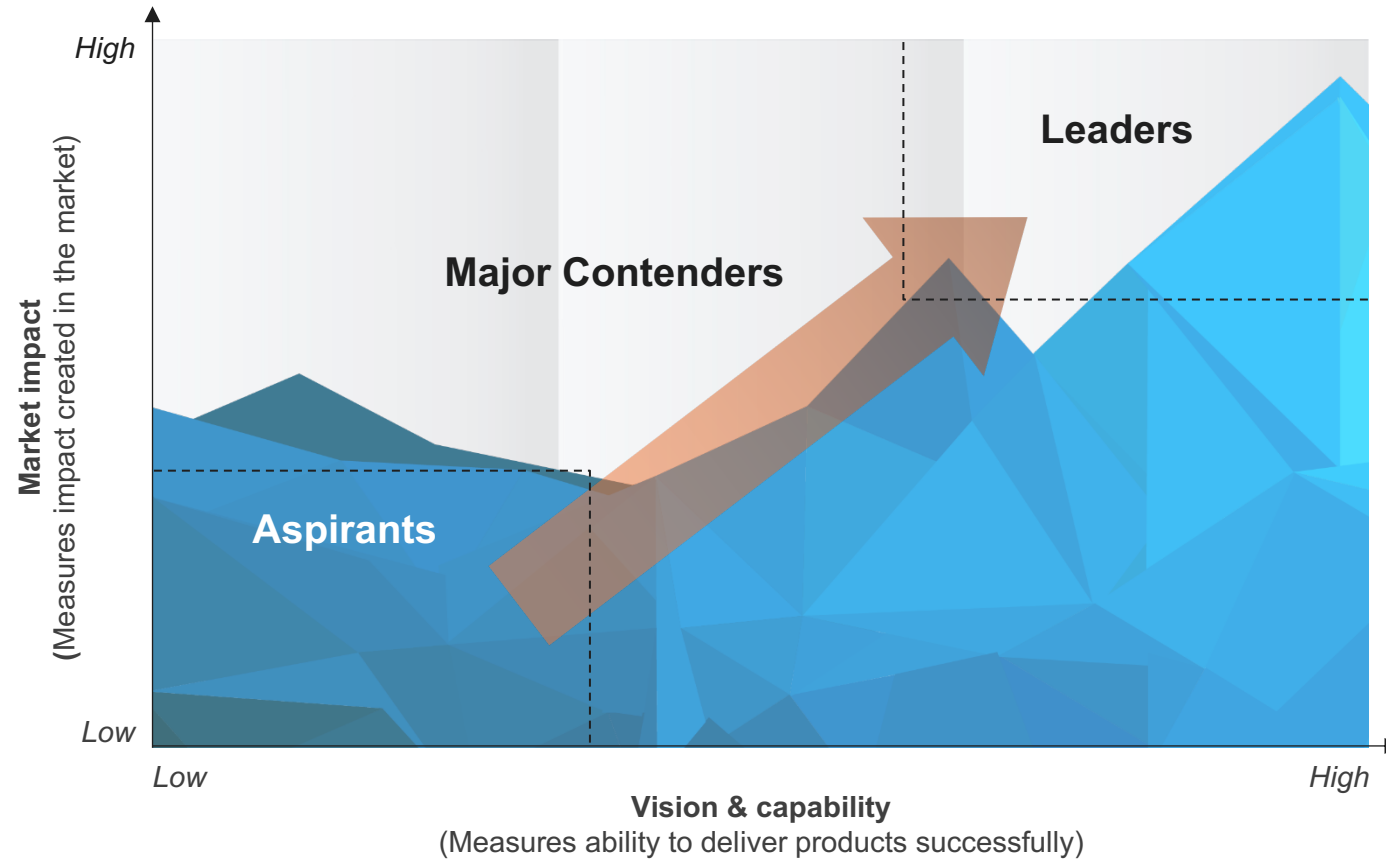 High
Leaders
Major Contenders
Market impact
(Measures impact created in the market)
Aspirants
Low
Low
High
Vision & capability
(Measures ability to deliver products successfully)